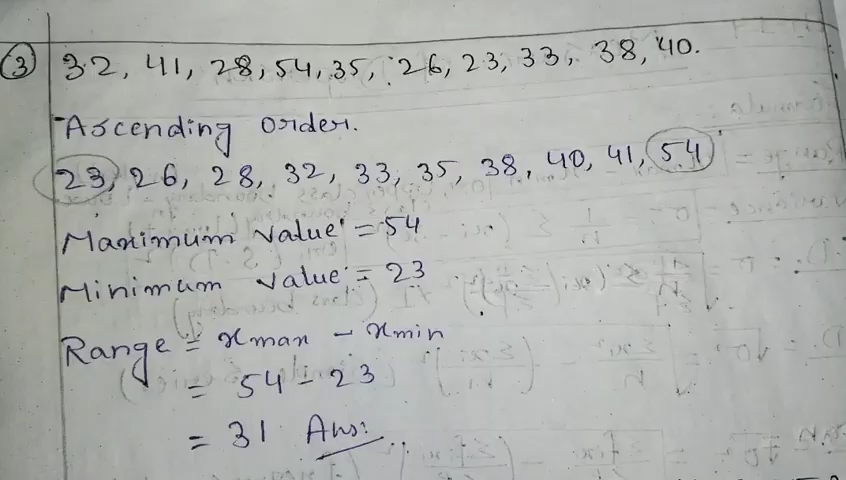 ③ 32, 41, 28, 54, 35, 26, 23, 33, 38, 40.
Ascending order.
23, 26, 28, 32, 33, 35, 38, 40, 41, 54
Maximum value = 54
Minimum value = 23
Range = xmax - xmin
= 54 - 23
= 31 Ans: